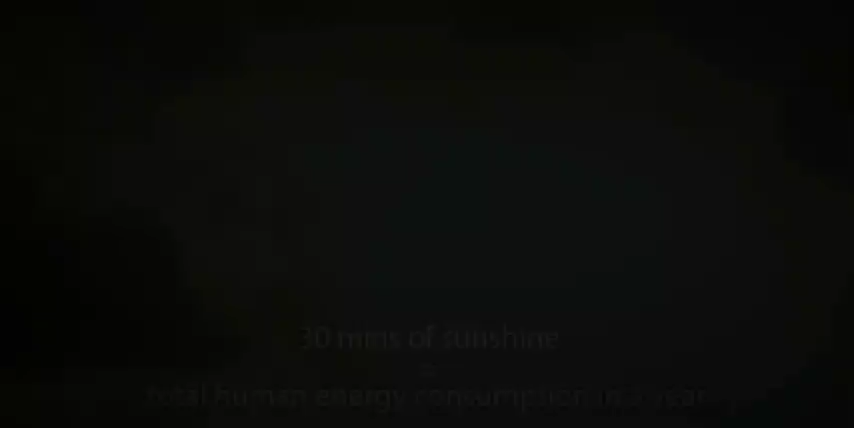 30 mins of sunshine
=
total human energy consumption in a year